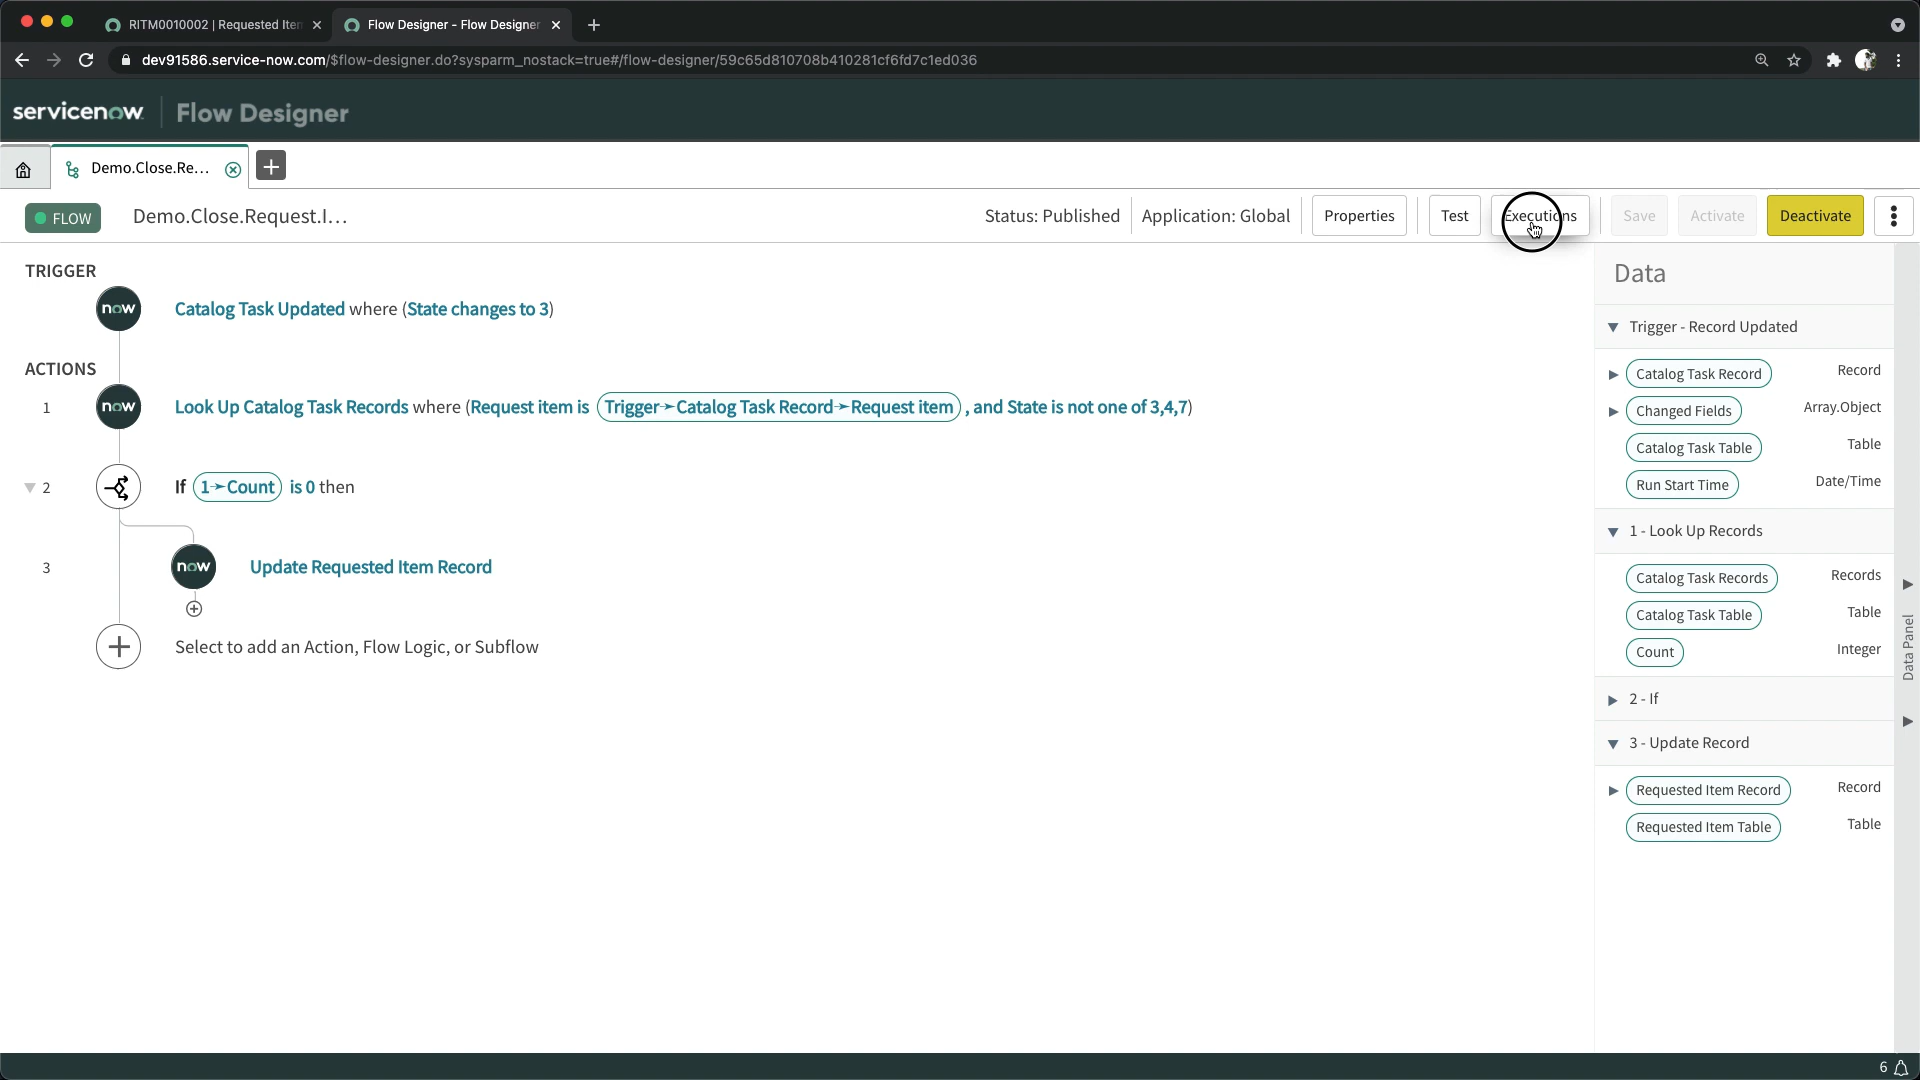 RITM0010002 | Requested Iten
Flow Designer - Flow Designer
dev91586.service-now.com/$flow-designer.do?sysparm_nostack=true#/flow-designer/59c65d810708b410281cf6fd7c1ed036
servicenow Flow Designer
Demo.Close.Re...
FLOW Demo.Close.Request.I... Status: Published Application: Global Properties Test Executions Save Activate Deactivate
TRIGGER
now Catalog Task Updated where (State changes to 3)
ACTIONS
1 now Look Up Catalog Task Records where (Request item is Trigger➛Catalog Task Record➛Request item , and State is not one of 3,4,7)
2 If 1➛Count is 0 then
3 now Update Requested Item Record
Select to add an Action, Flow Logic, or Subflow
Data
Trigger - Record Updated
Catalog Task Record Record
Changed Fields Array.Object
Catalog Task Table Table
Run Start Time Date/Time
1 - Look Up Records
Catalog Task Records Records
Catalog Task Table Table
Count Integer
2 - If
3 - Update Record
Requested Item Record Record
Requested Item Table Table
Data Panel
6